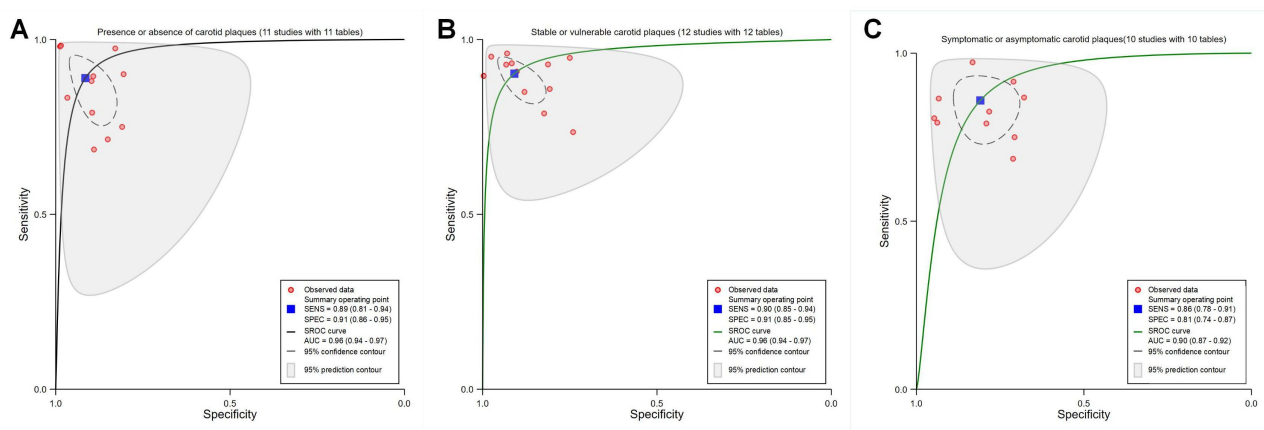 A
Presence or absence of carotid plaques (11 studies with 11 tables)
1.0
0.5
0.0
Sensitivity
1.0
0.5
0.0
Specificity
Observed data
Summary operating point
SENS = 0.89 (0.81 - 0.94)
SPEC = 0.91 (0.86 - 0.95)
SROC curve
AUC = 0.96 (0.94 - 0.97)
95% confidence contour
95% prediction contour
B
Stable or vulnerable carotid plaques (12 studies with 12 tables)
1.0
0.5
0.0
Sensitivity
1.0
0.5
0.0
Specificity
Observed data
Summary operating point
SENS = 0.90 (0.85 - 0.94)
SPEC = 0.91 (0.85 - 0.95)
SROC curve
AUC = 0.96 (0.94 - 0.97)
95% confidence contour
95% prediction contour
C
Symptomatic or asymptomatic carotid plaques(10 studies with 10 tables)
1.0
0.5
0.0
Sensitivity
1.0
0.5
0.0
Specificity
Observed data
Summary operating point
SENS = 0.86 (0.78 - 0.91)
SPEC = 0.81 (0.74 - 0.87)
SROC curve
AUC = 0.90 (0.87 - 0.92)
95% confidence contour
95% prediction contour